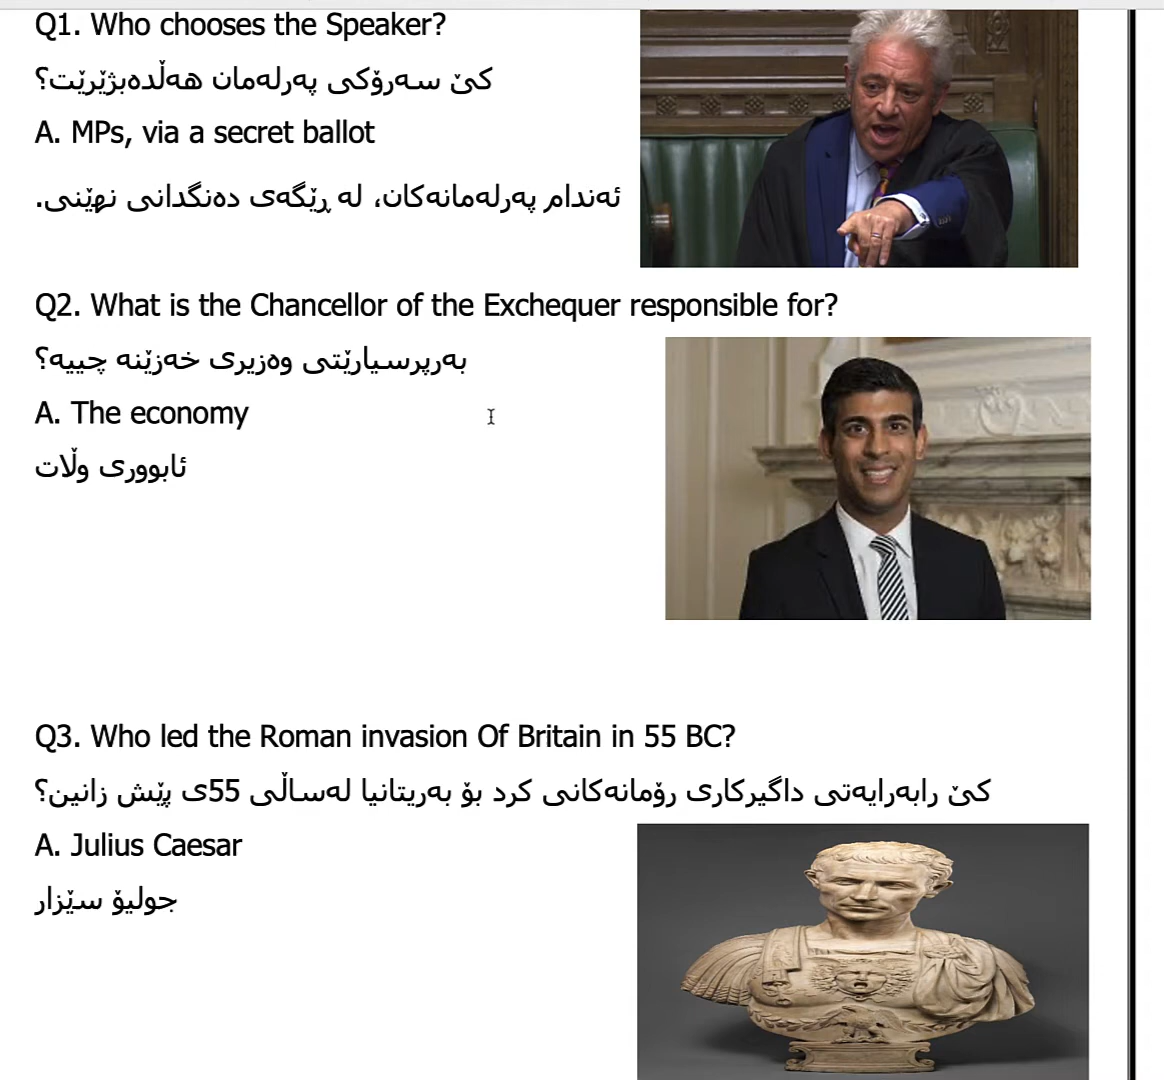 Q1. Who chooses the Speaker?
کێ سەرۆکی پەرلەمان هەڵدەبژێرێت؟
A. MPs, via a secret ballot
ئەندام پەرلەمانەکان، لە ڕێگەی دەنگدانی نهێنی.
Q2. What is the Chancellor of the Exchequer responsible for?
بەرپرسیارێتی وەزیری خەزێنە چییە؟
A. The economy
ئابووری وڵات
Q3. Who led the Roman invasion Of Britain in 55 BC?
کێ رابەرایەتی داگیرکاری رۆمانەکانی کرد بۆ بەریتانیا لەساڵی 55ی پێش زانین؟
A. Julius Caesar
جولیۆ سێزار